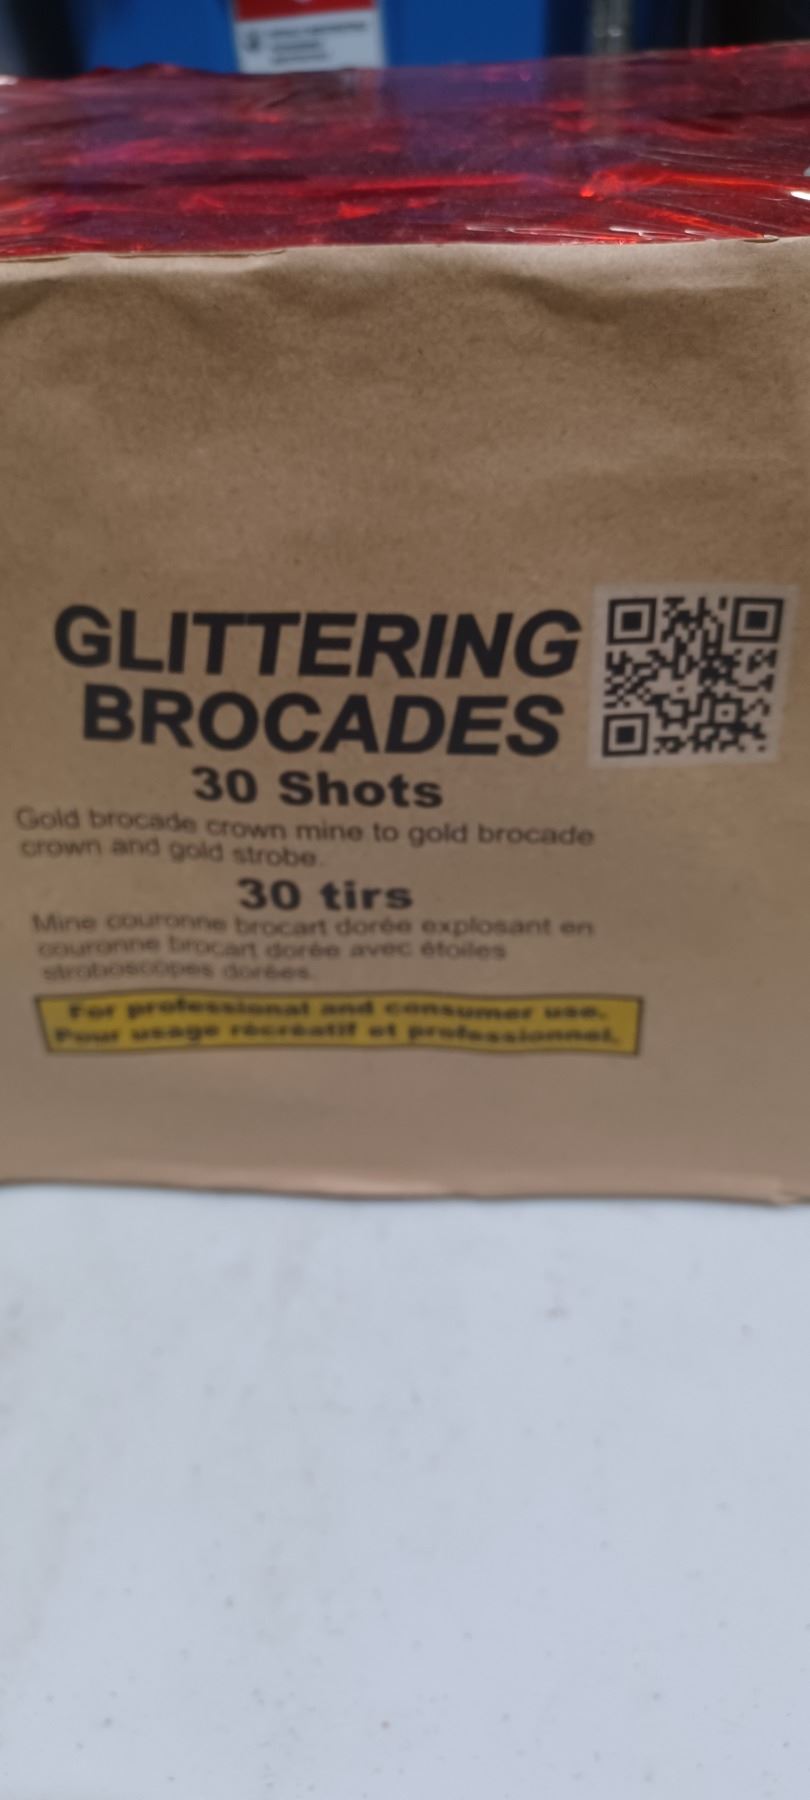 GLITTERING
BROCADES
30 Shots
Gold brocade crown mine to gold brocade
crown and gold strobe.
30 tirs
Mine couronne brocart dorée explosant en
couronne brocart dorée avec étoiles
stroboscopes dorées.
For professional and consumer use.
Pour usage récréatif et professionnel.